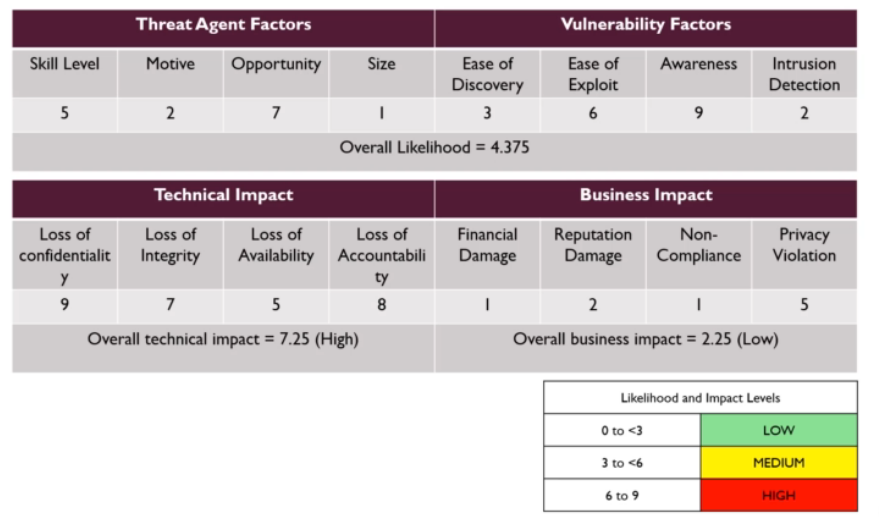 Threat Agent Factors Vulnerability Factors
Skill Level Motive Opportunity Size Ease of Discovery Ease of Exploit Awareness Intrusion Detection
5 2 7 1 3 6 9 2
Overall Likelihood = 4.375
Technical Impact Business Impact
Loss of confidentialit y Loss of Integrity Loss of Availability Loss of Accountabili ty Financial Damage Reputation Damage Non-Compliance Privacy Violation
9 7 5 8 1 2 1 5
Overall technical impact = 7.25 (High) Overall business impact = 2.25 (Low)
Likelihood and Impact Levels
0 to <3 LOW
3 to <6 MEDIUM
6 to 9 HIGH